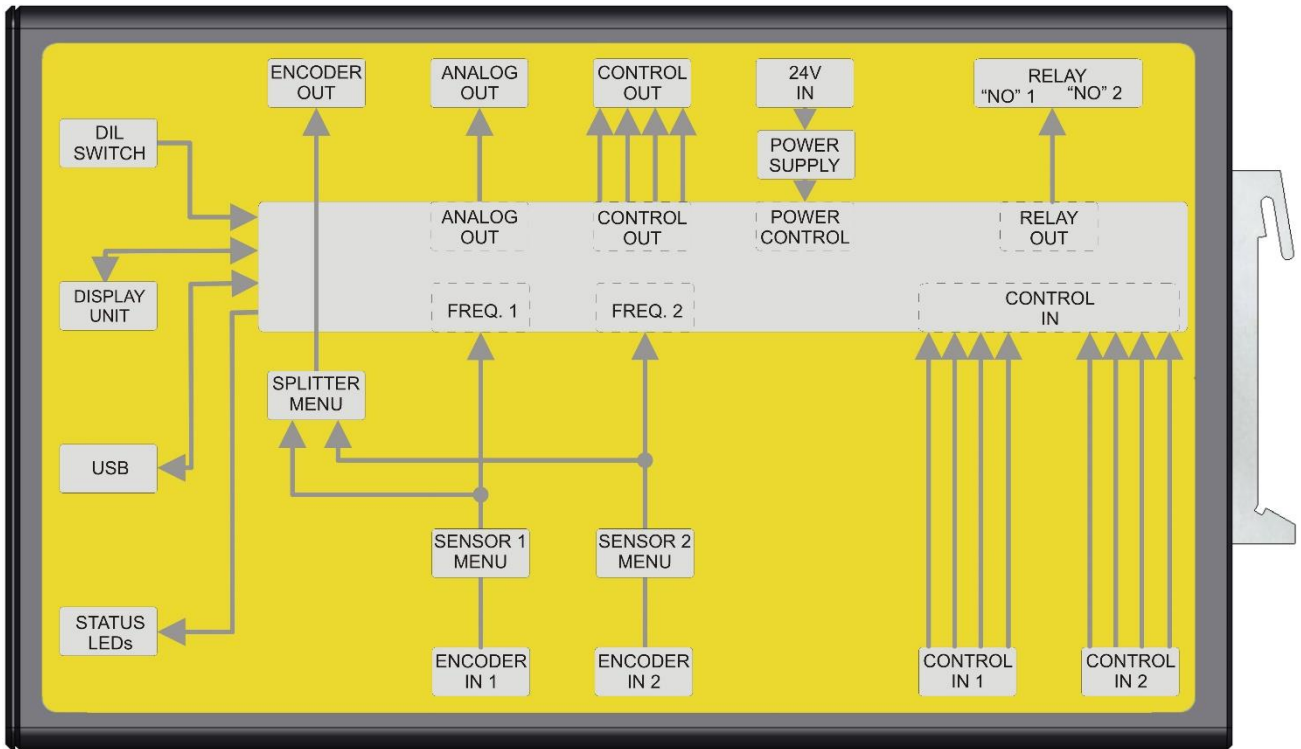 ENCODER
OUT
ANALOG
OUT
CONTROL
OUT
24V
IN
RELAY
"NO" 1 "NO" 2
DIL
SWITCH
POWER
SUPPLY
ANALOG
OUT
CONTROL
OUT
POWER
CONTROL
RELAY
OUT
DISPLAY
UNIT
FREQ. 1
FREQ. 2
CONTROL
IN
SPLITTER
MENU
USB
SENSOR 1
MENU
SENSOR 2
MENU
STATUS
LEDs
ENCODER
IN 1
ENCODER
IN 2
CONTROL
IN 1
CONTROL
IN 2